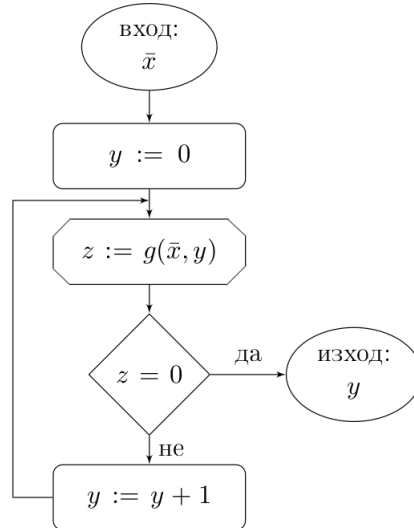 вход:
x̄
y := 0
z := g(x̄, y)
z = 0
да
изход:
y
не
y := y + 1